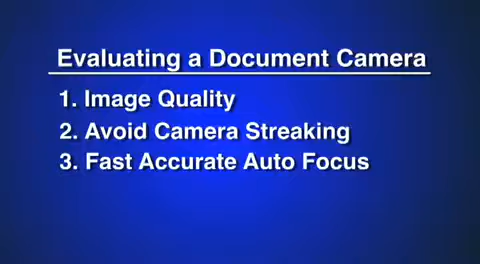 Evaluating a Document Camera
1. Image Quality
2. Avoid Camera Streaking
3. Fast Accurate Auto Focus